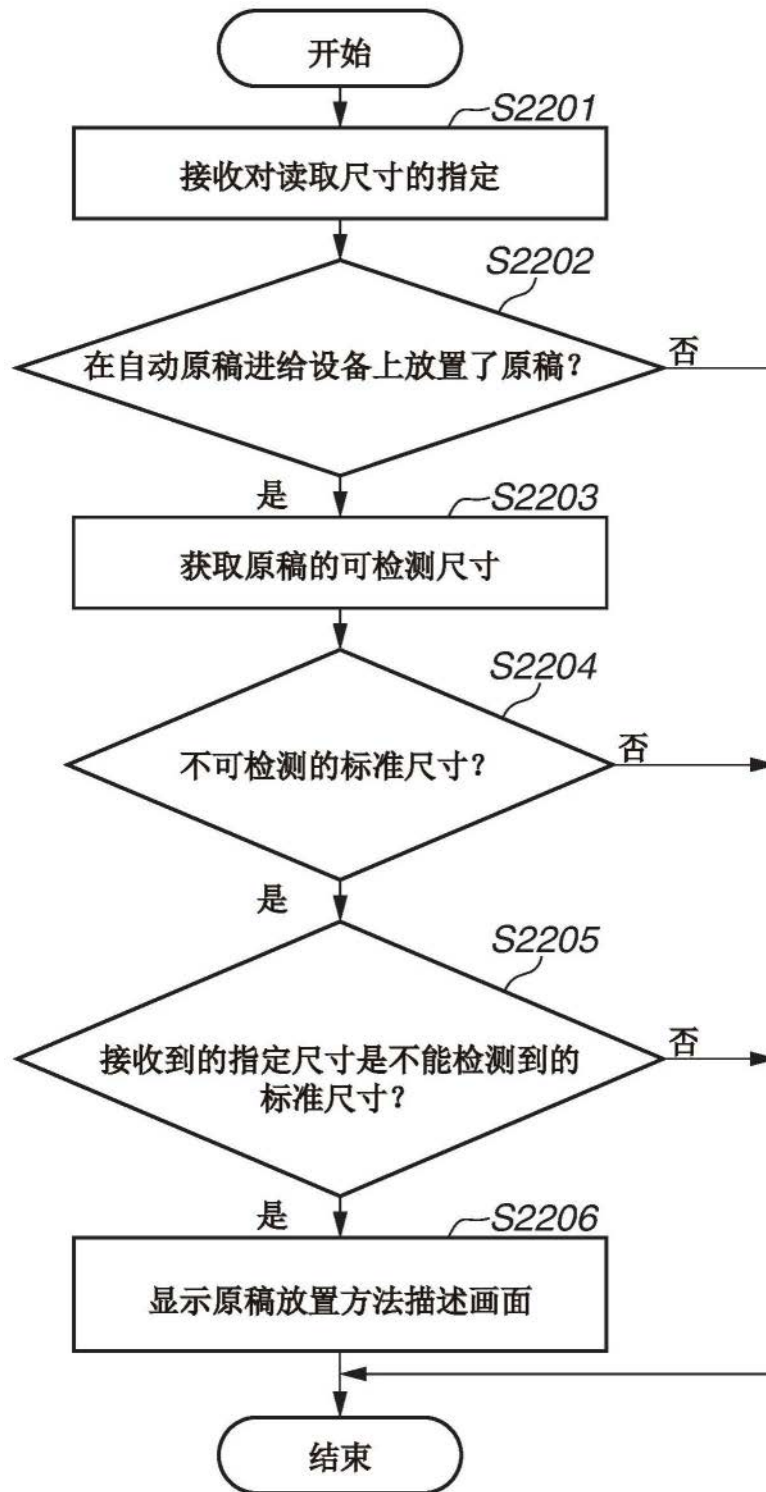 开始
S2201
接收对读取尺寸的指定
S2202
在自动原稿进给设备上放置了原稿?
否
是
S2203
获取原稿的可检测尺寸
S2204
不可检测的标准尺寸?
否
是
S2205
接收到的指定尺寸是不能检测到的
标准尺寸?
否
是
S2206
显示原稿放置方法描述画面
结束